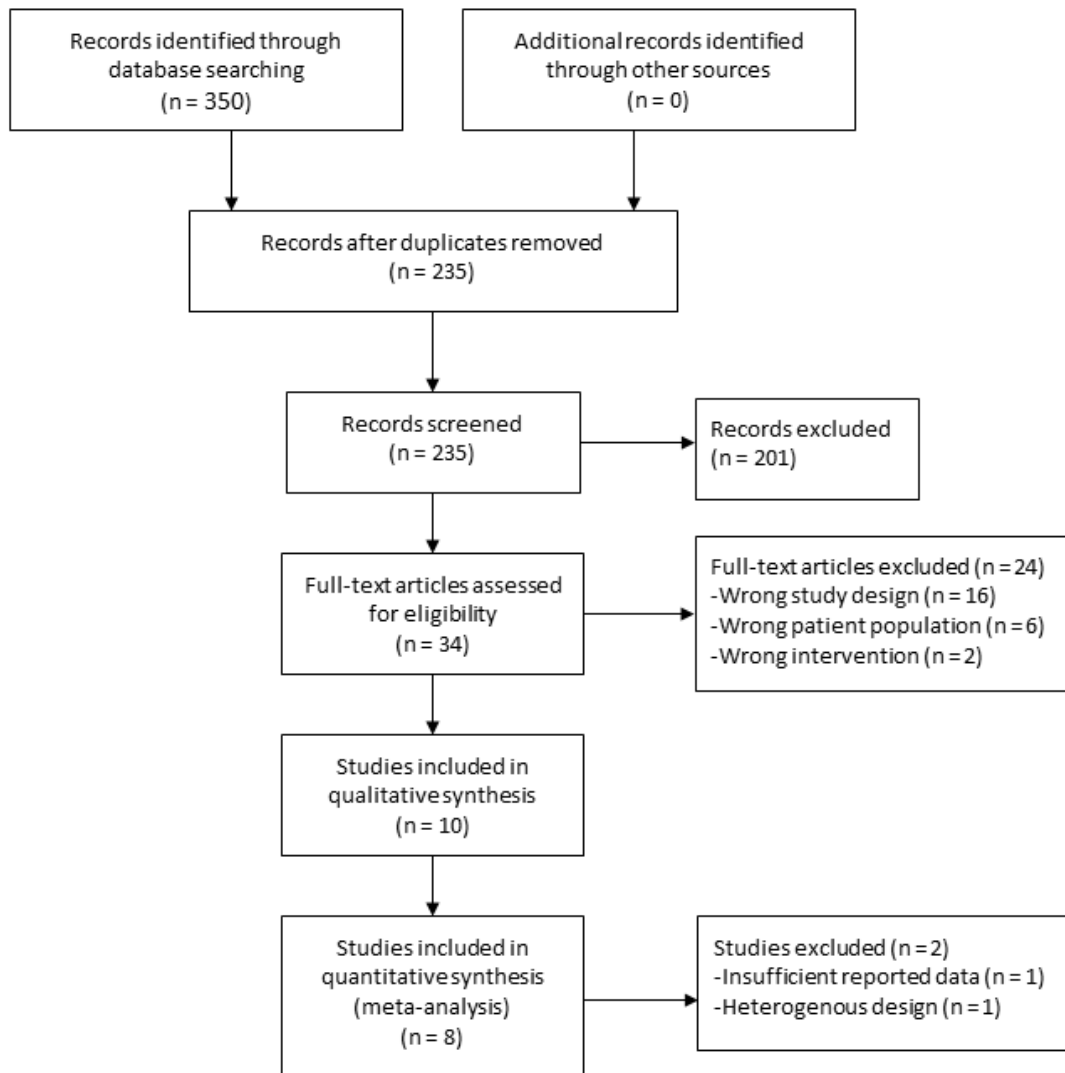 Records identified through
database searching
(n = 350)
Additional records identified
through other sources
(n = 0)
Records after duplicates removed
(n = 235)
Records screened
(n = 235)
Records excluded
(n = 201)
Full-text articles assessed
for eligibility
(n = 34)
Full-text articles excluded (n = 24)
-Wrong study design (n = 16)
-Wrong patient population (n = 6)
-Wrong intervention (n = 2)
Studies included in
qualitative synthesis
(n = 10)
Studies included in
quantitative synthesis
(meta-analysis)
(n = 8)
Studies excluded (n = 2)
-Insufficient reported data (n = 1)
-Heterogenous design (n = 1)